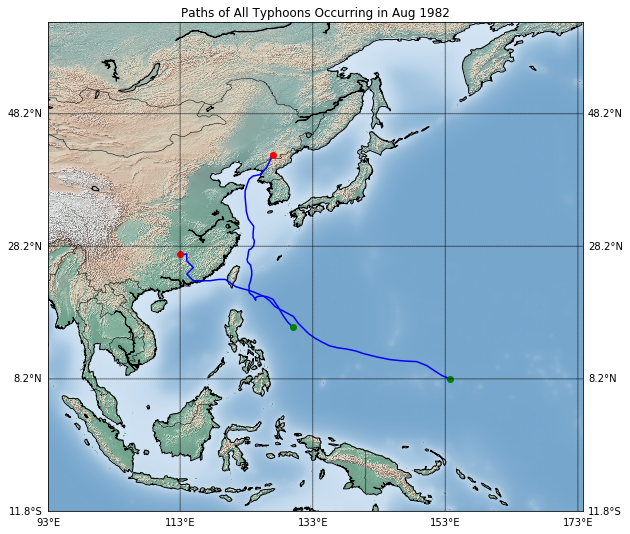 Paths of All Typhoons Occurring in Aug 1982
48.2°N 48.2°N
28.2°N 28.2°N
8.2°N 8.2°N
11.8°S 11.8°S
93°E 113°E 133°E 153°E 173°E